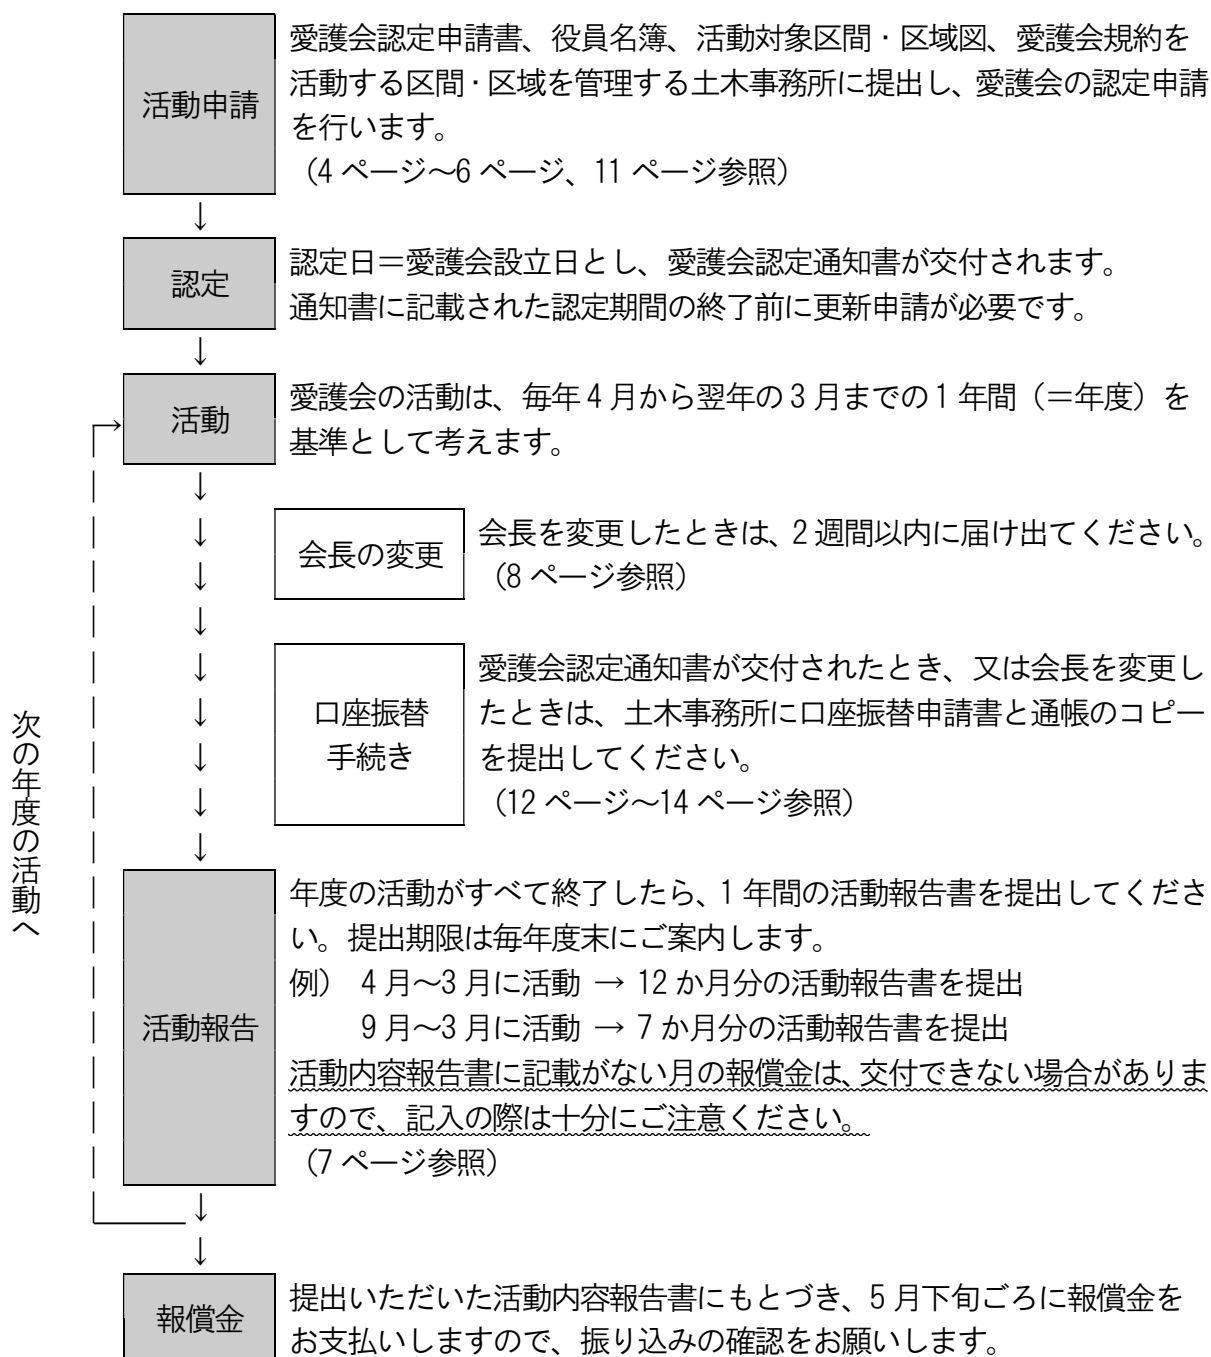 活動申請
愛護会認定申請書、役員名簿、活動対象区間・区域図、愛護会規約を
活動する区間・区域を管理する土木事務所に提出し、愛護会の認定申請
を行います。
（4 ページ～6 ページ、11 ページ参照）
↓
認定
認定日＝愛護会設立日とし、愛護会認定通知書が交付されます。
通知書に記載された認定期間の終了前に更新申請が必要です。
↓
活動
愛護会の活動は、毎年4月から翯年の3月までの1年間（＝年度）を
基準として考えます。
↓
↓
↓
↓
↓
↓
↓
↓
↓
会長の変更
会長を変更したときは、2週間以内に届け出てください。
（8 ページ参照）
口座振替
手続き
愛護会認定通知書が交付されたとき、又は会長を変更し
たときは、土木事務所に口座振替申請書と通帳のコピー
を提出してください。
（12 ページ～14 ページ参照）
次の年度の活動へ
活動報告
年度の活動がすべて終了したら、1年間の活動報告書を提出してくださ
い。提出期限は毎年度末にご案内します。
例） 4月～3月に活動 → 12か月分の活動報告書を提出
9月～3月に活動 → 7か月分の活動報告書を提出
活動内容報告書に記載がない月の報償金は、交付できない場合がありま
すので、記入の際は十分にご注意ください。
（7 ページ参照）
↓
↓
報償金
提出いただいた活動内容報告書にもとづき、5月下旬ごろに報償金を
お支払いしますので、振り込みの確認をお願いします。